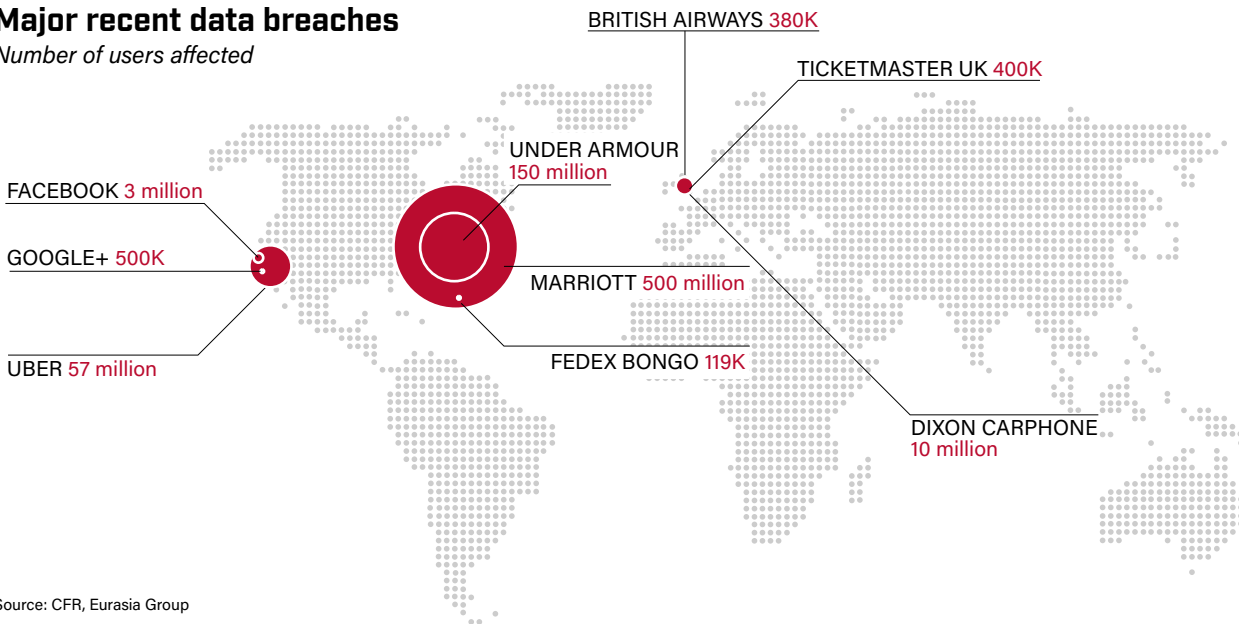 Major recent data breaches
Number of users affected
BRITISH AIRWAYS 380K
TICKETMASTER UK 400K
UNDER ARMOUR
150 million
FACEBOOK 3 million
GOOGLE+ 500K
MARRIOTT 500 million
UBER 57 million
FEDEX BONGO 119K
DIXON CARPHONE
10 million
Source: CFR, Eurasia Group